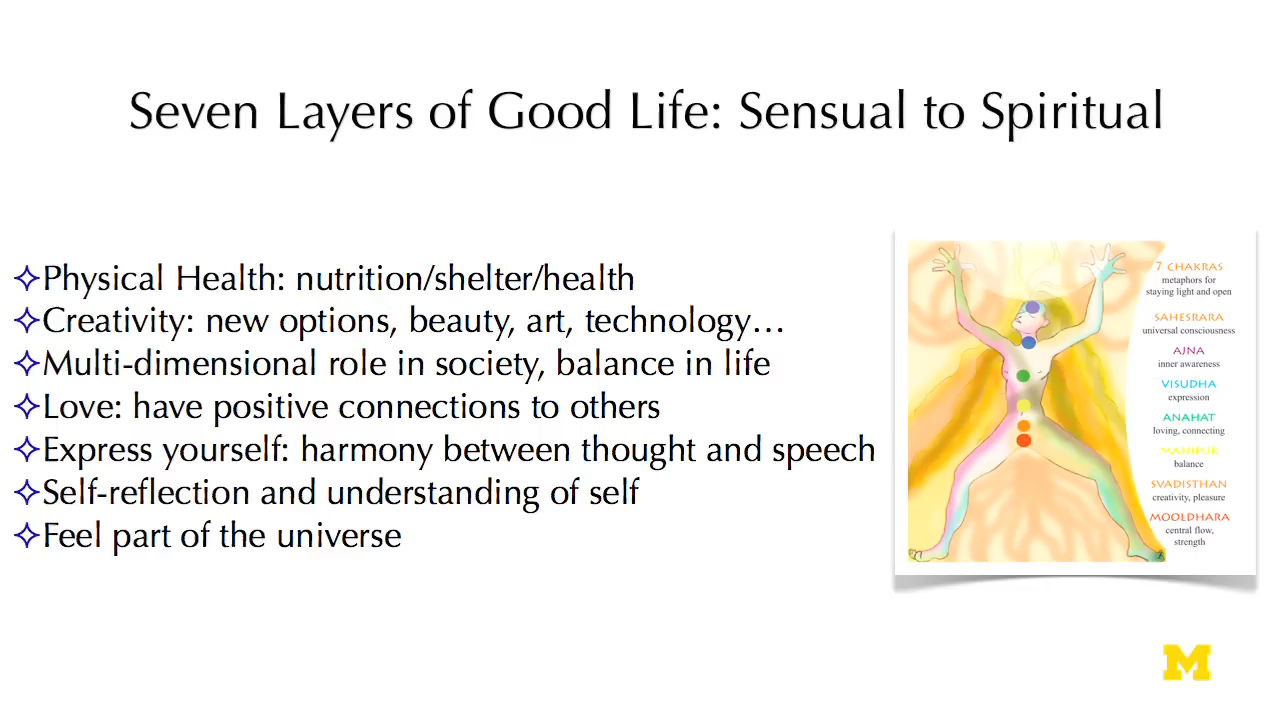 Seven Layers of Good Life: Sensual to Spiritual
Physical Health: nutrition/shelter/health
Creativity: new options, beauty, art, technology…
Multi-dimensional role in society, balance in life
Love: have positive connections to others
Express yourself: harmony between thought and speech
Self-reflection and understanding of self
Feel part of the universe
7 CHAKRAS
metaphors for
staying light and open
SAHESRARA
universal consciousness
AJNA
inner awareness
VISUDHA
expression
ANAHAT
loving, connecting
MANIPUR
balance
SVADISTHAN
creativity, pleasure
MOOLDHARA
central flow,
strength
M